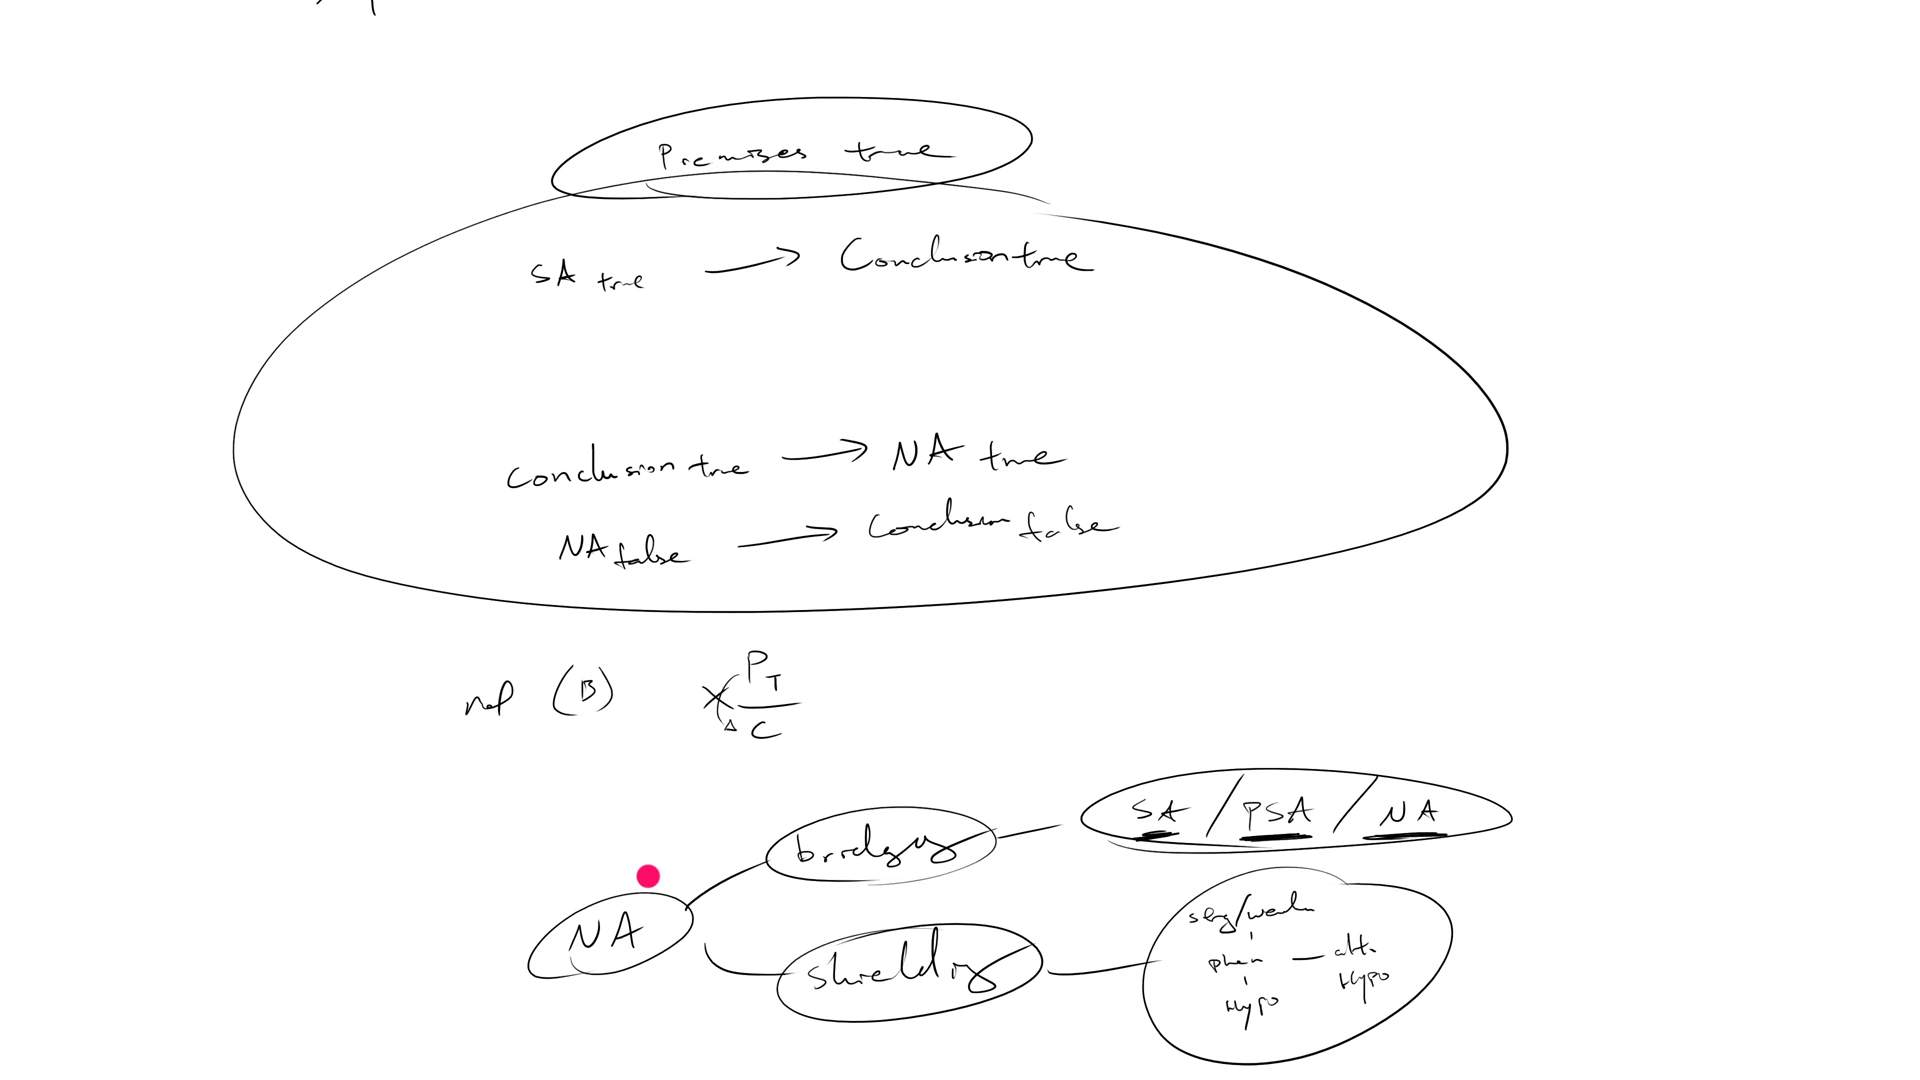 Premises true
SA true → Conclusion true
Conclusion true → NA true
NA false → Conclusion false
(B)
P T
Δ C
SA / PSA / NA
bridging
NA
shielding
phen — alt.
Hypo
Hypo